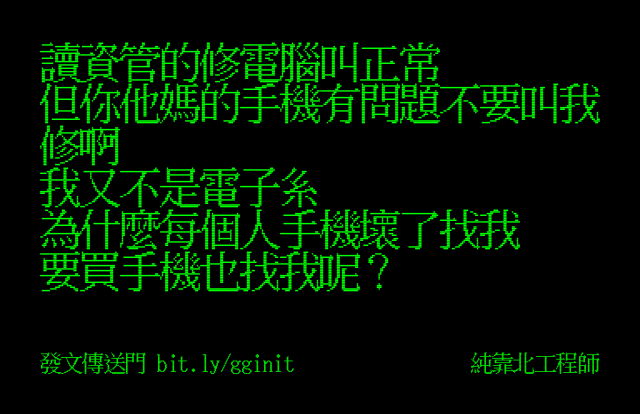 讀資管的修電腦叫正常
但你他媽的手機有問題不要叫我
修啊
我又不是電子系
為什麼每個人手機壞了找我
要買手機也找我呢？
發文傳送門 bit.ly/gginit
純靠北工程師